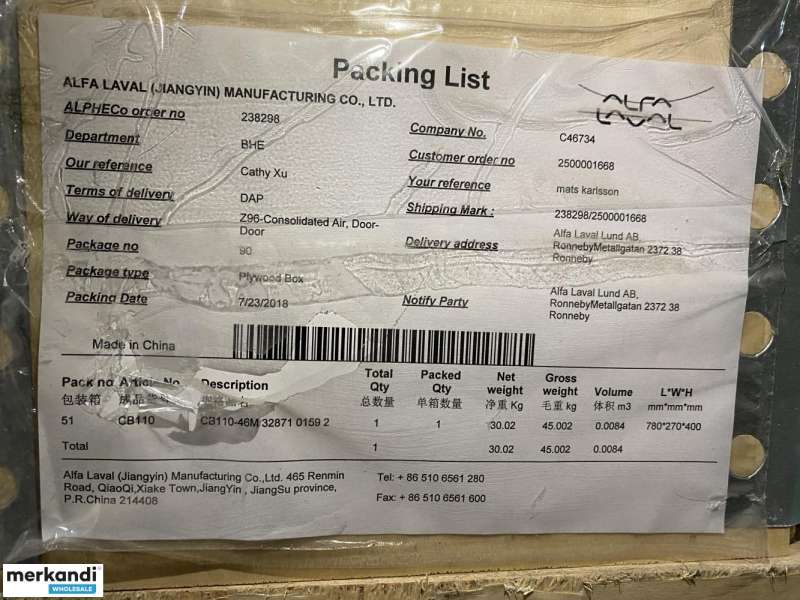 Packing List
ALFA LAVAL (JIANGYIN) MANUFACTURING CO., LTD.
ALFA
LAVAL
ALPHECo order no 238298
Company No. C46734
Department BHE
Customer order no 2500001668
Our reference Cathy Xu
Your reference mats karlsson
Terms of delivery DAP
Shipping Mark : 238298/2500001668
Way of delivery Z96-Consolidated Air, Door-
Door
Delivery address Alfa Laval Lund AB,
RonnebyMetallgatan 2372 38
Ronneby
Package no 90
Package type Plywood Box
Packing Date 7/23/2018
Notify Party Alfa Laval Lund AB,
RonnebyMetallgatan 2372 38
Ronneby
Made in China
Pack no Article No Description Total Qty Packed Qty Net weight Gross weight Volume L*W*H
包装箱 成品 总数量 单箱数量 净重 Kg 毛重 kg 体积 m3 mm*mm*mm
51 CB110 CB110-46M 32871 0159 2 1 1 30.02 45.002 0.0084 780*270*400
Total 1 30.02 45.002 0.0084
Alfa Laval (Jiangyin) Manufacturing Co.,Ltd. 465 Renmin
Road, QiaoQi,Xiake Town,JiangYin , JiangSu province,
P.R.China 214408
Tel: + 86 510 6561 280
Fax: + 86 510 6561 600
merkandi
WHOLESALE